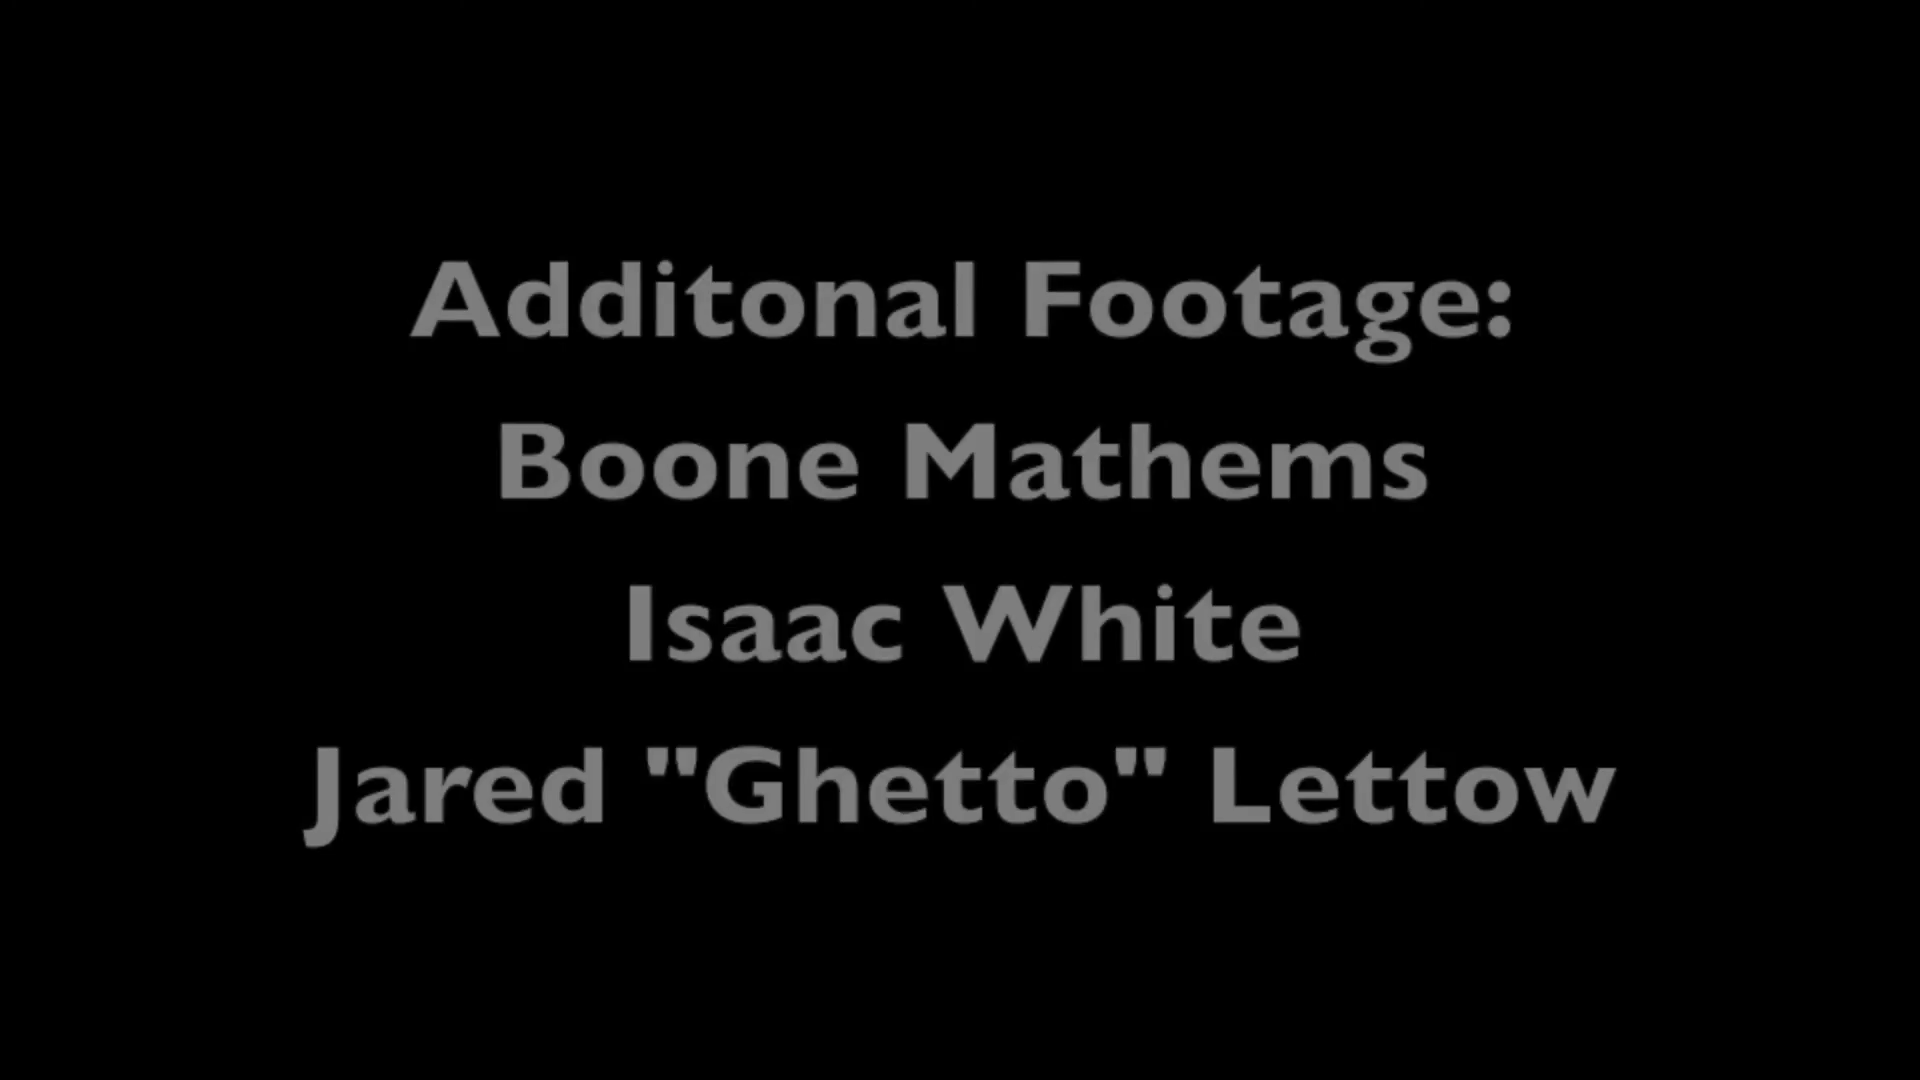 Additonal Footage:
Boone Mathems
Isaac White
Jared "Ghetto" Lettow